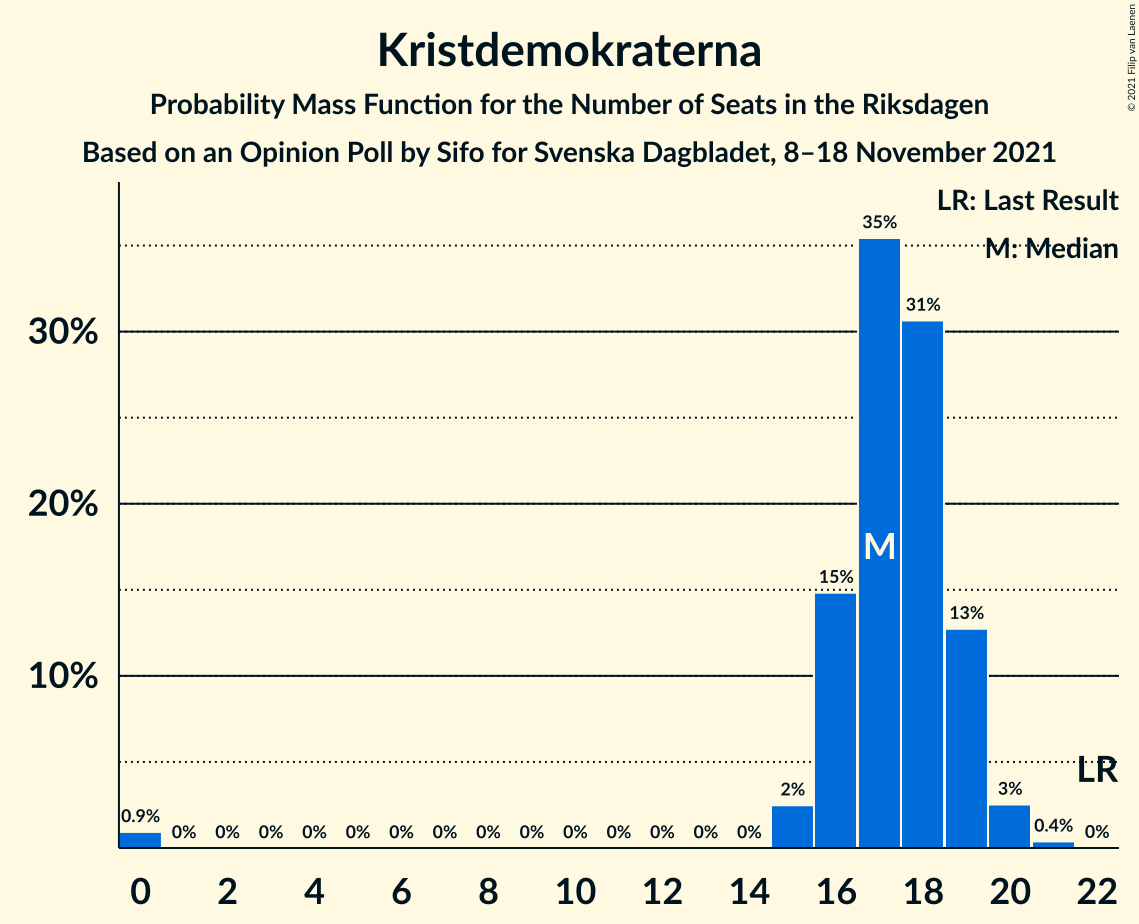 Kristdemokraterna
Probability Mass Function for the Number of Seats in the Riksdagen
Based on an Opinion Poll by Sifo for Svenska Dagbladet, 8–18 November 2021
© 2021 Filip van Laenen
LR: Last Result
M: Median
30%
20%
10%
0.9% 0% 0% 0% 0% 0% 0% 0% 0% 0% 0% 0% 0% 0% 0% 2% 15% 35% 31% 13% 3% 0.4% 0%
M
LR
0 2 4 6 8 10 12 14 16 18 20 22